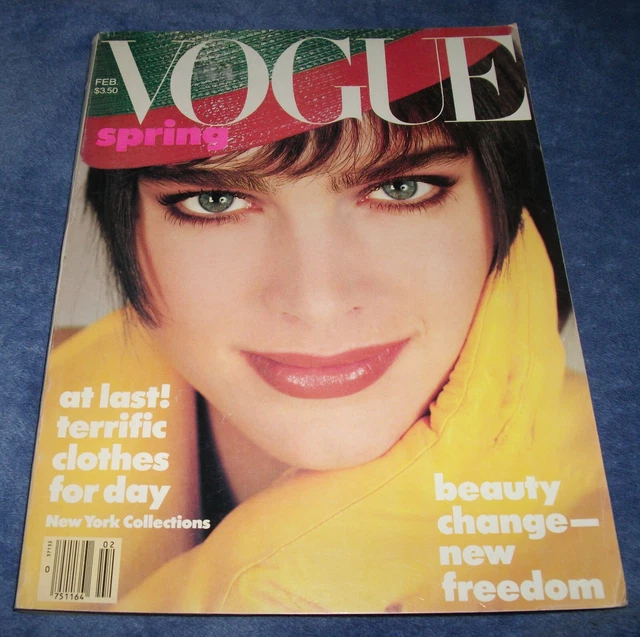 VOGUE
FEB.
$3.50
spring
at last!
terrific
clothes
for day
New York Collections
beauty
change—
new
freedom
02
0
751164